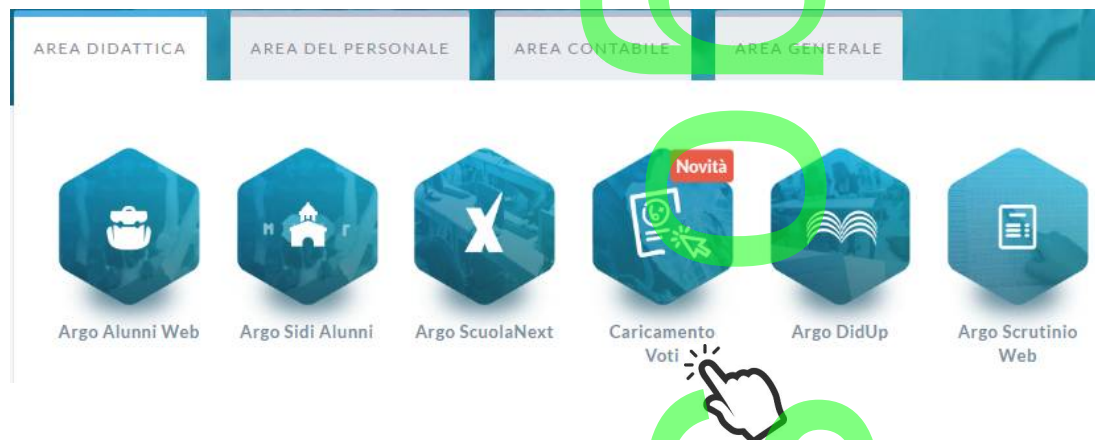 AREA DIDATTICA
AREA DEL PERSONALE
AREA CONTABILE
AREA GENERALE
Novità
Argo Alunni Web
Argo Sidi Alunni
Argo ScuolaNext
Caricamento
Voti
Argo DidUp
Argo Scrutinio
Web